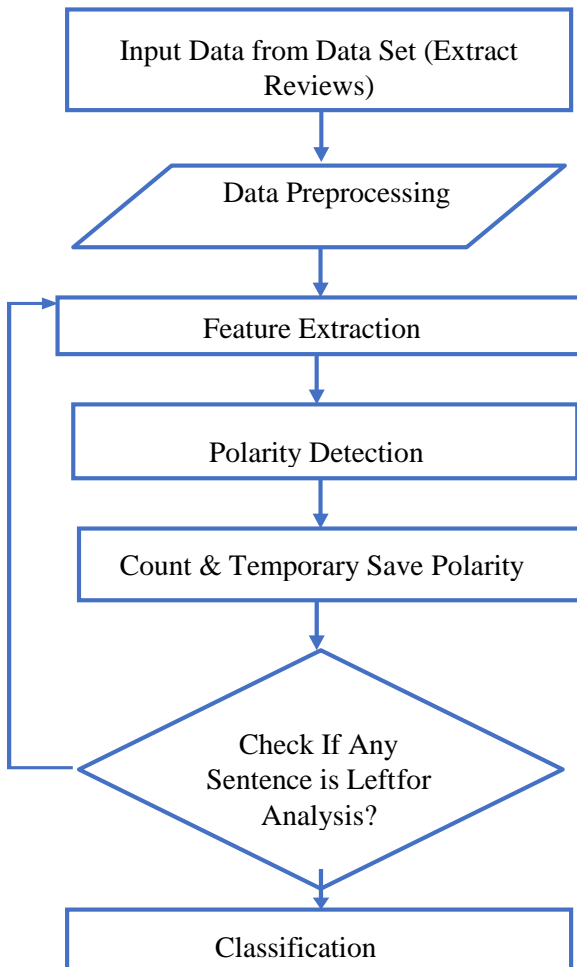 Input Data from Data Set (Extract
Reviews)
Data Preprocessing
Feature Extraction
Polarity Detection
Count & Temporary Save Polarity
Check If Any
Sentence is Leftfor
Analysis?
Classification